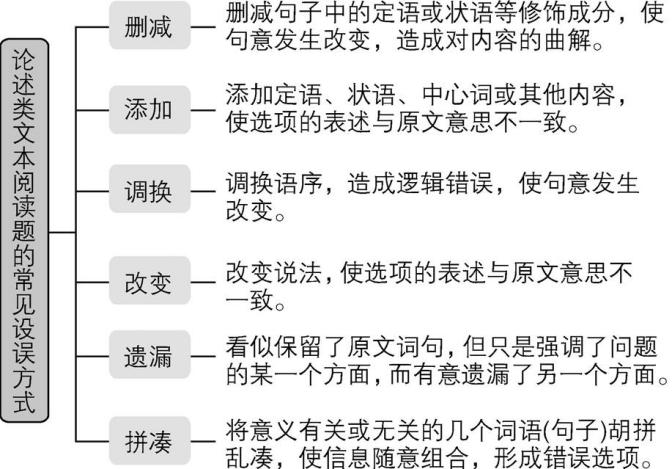 论述类文本阅读题的常见设误方式
删减
删减句子中的定语或状语等修饰成分，使
句意发生改变，造成对内容的曲解。
添加
添加定语、状语、中心词或其他内容，
使选项的表述与原文意思不一致。
调换
调换语序，造成逻辑错误，使句意发生
改变。
改变
改变说法，使选项的表述与原文意思不
一致。
遗漏
看似保留了原文词句，但只是强调了问题
的某一个方面，而有意遗漏了另一个方面。
拼凑
将意义有关或无关的几个词语(句子)胡拼
乱凑，使信息随意组合，形成错误选项。